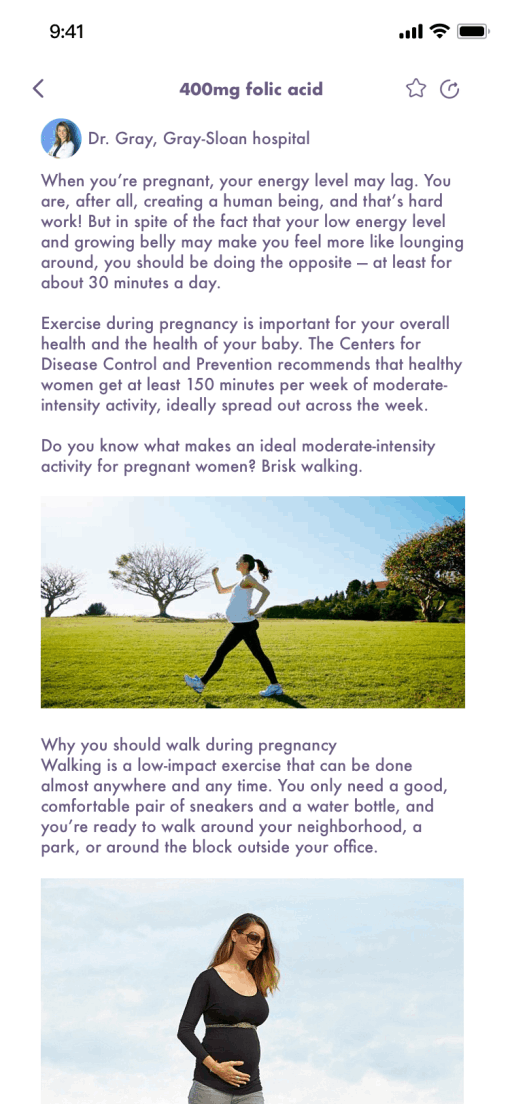 9:41
400mg folic acid
Dr. Gray, Gray-Sloan hospital
When you’re pregnant, your energy level may lag. You
are, after all, creating a human being, and that’s hard
work! But in spite of the fact that your low energy level
and growing belly may make you feel more like lounging
around, you should be doing the opposite — at least for
about 30 minutes a day.
Exercise during pregnancy is important for your overall
health and the health of your baby. The Centers for
Disease Control and Prevention recommends that healthy
women get at least 150 minutes per week of moderate-
intensity activity, ideally spread out across the week.
Do you know what makes an ideal moderate-intensity
activity for pregnant women? Brisk walking.
Why you should walk during pregnancy
Walking is a low-impact exercise that can be done
almost anywhere and any time. You only need a good,
comfortable pair of sneakers and a water bottle, and
you’re ready to walk around your neighborhood, a
park, or around the block outside your office.